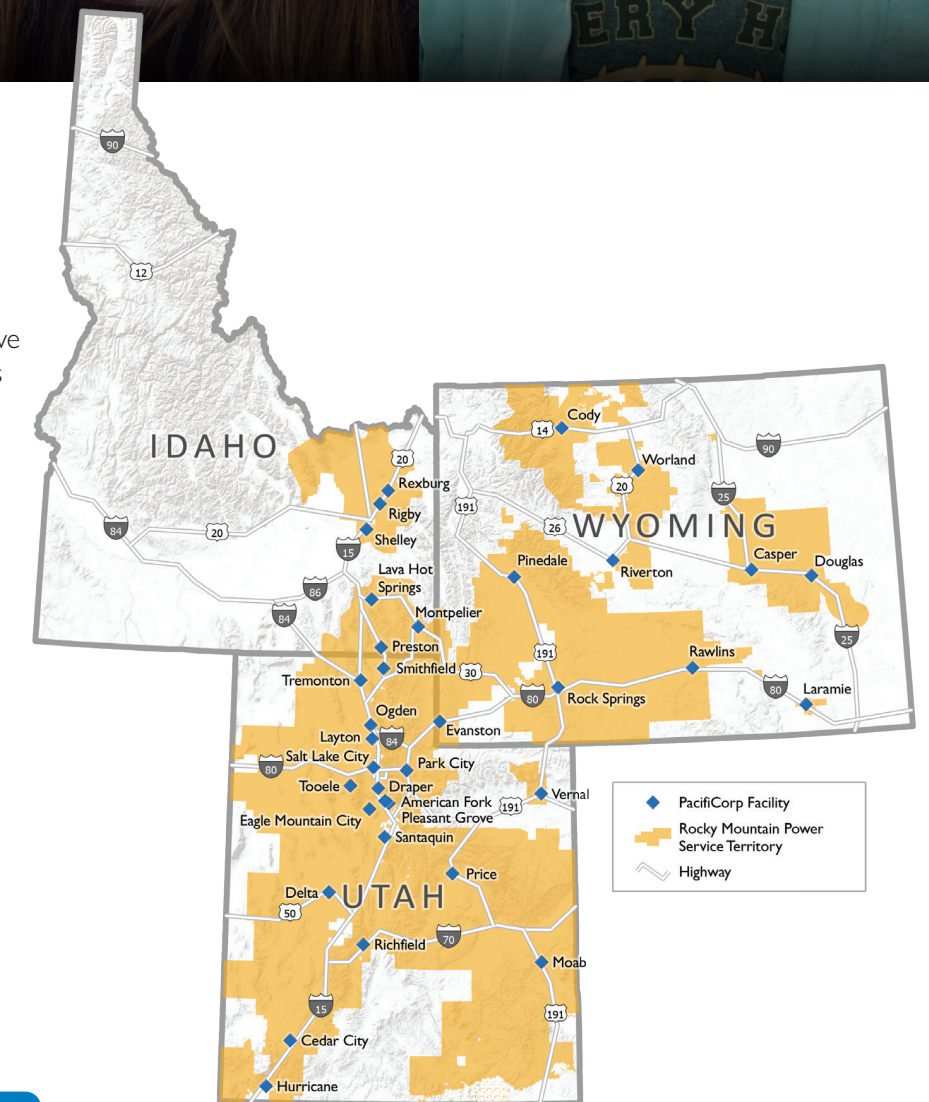 ERY H
90
12
ve
s
IDAHO
20
Rexburg
Rigby
Shelley
84
20
15
86
84
Lava Hot
Springs
Montpelier
Preston
Smithfield
Tremonton
14
Cody
90
Worland
20
25
191
26
WYOMING
Pinedale
Riverton
Casper
Douglas
25
191
Rawlins
30
80
Rock Springs
80
Laramie
Ogden
Evanston
Layton
84
Salt Lake City
80
Park City
Tooele
Draper
American Fork
Pleasant Grove
191
Vernal
Eagle Mountain City
Santaquin
Price
Delta
UTAH
50
Richfield
70
Moab
15
191
Cedar City
Hurricane
PacifiCorp Facility
Rocky Mountain Power
Service Territory
Highway